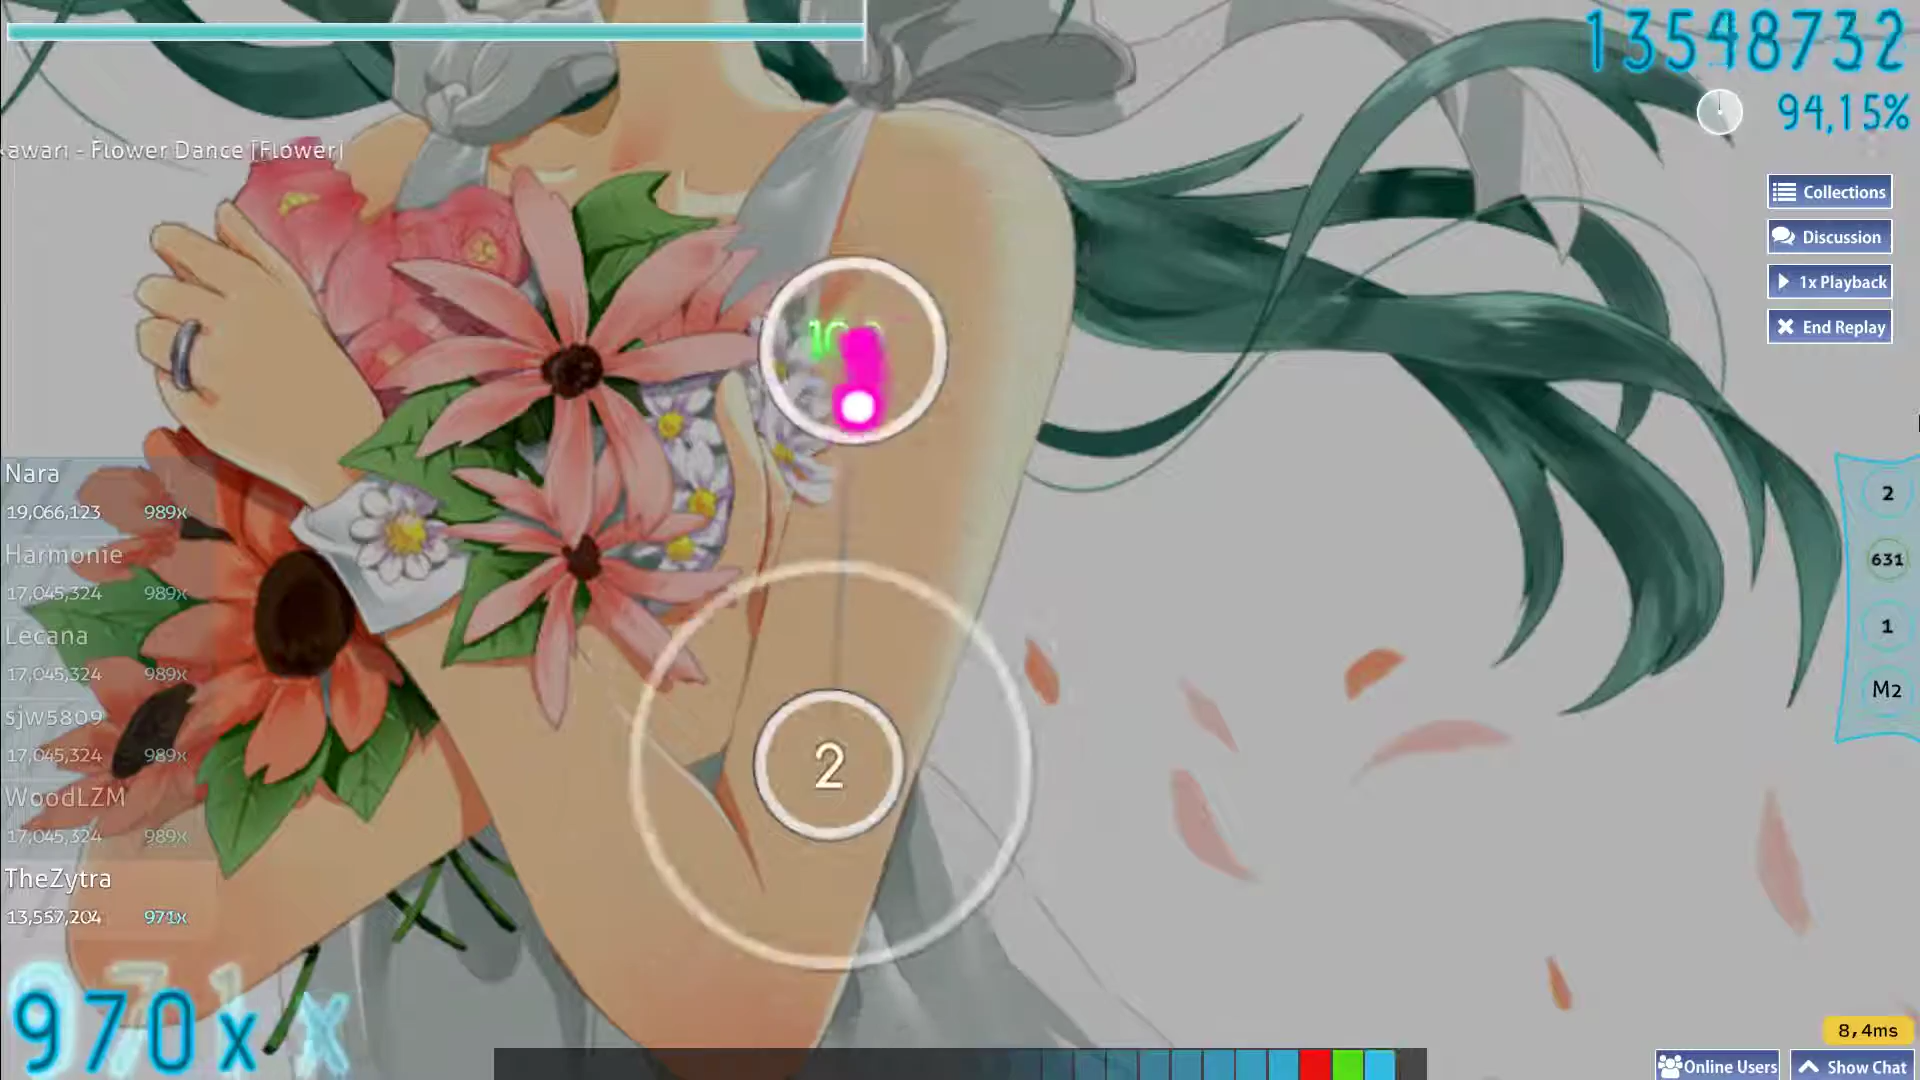 13548732
94,15%
awari - Flower Dance [Flower]
Collections
Discussion
1x Playback
End Replay
Nara
19,066,123 989x
Harmonie
17,045,324 989x
Lecana
17,045,324 989x
sjw5809
17,045,324 989x
WoodLZM
17,045,324 989x
TheZytra
13,557,204 971x
2
631
1
M2
2
970x
8,4ms
Online Users
Show Chat